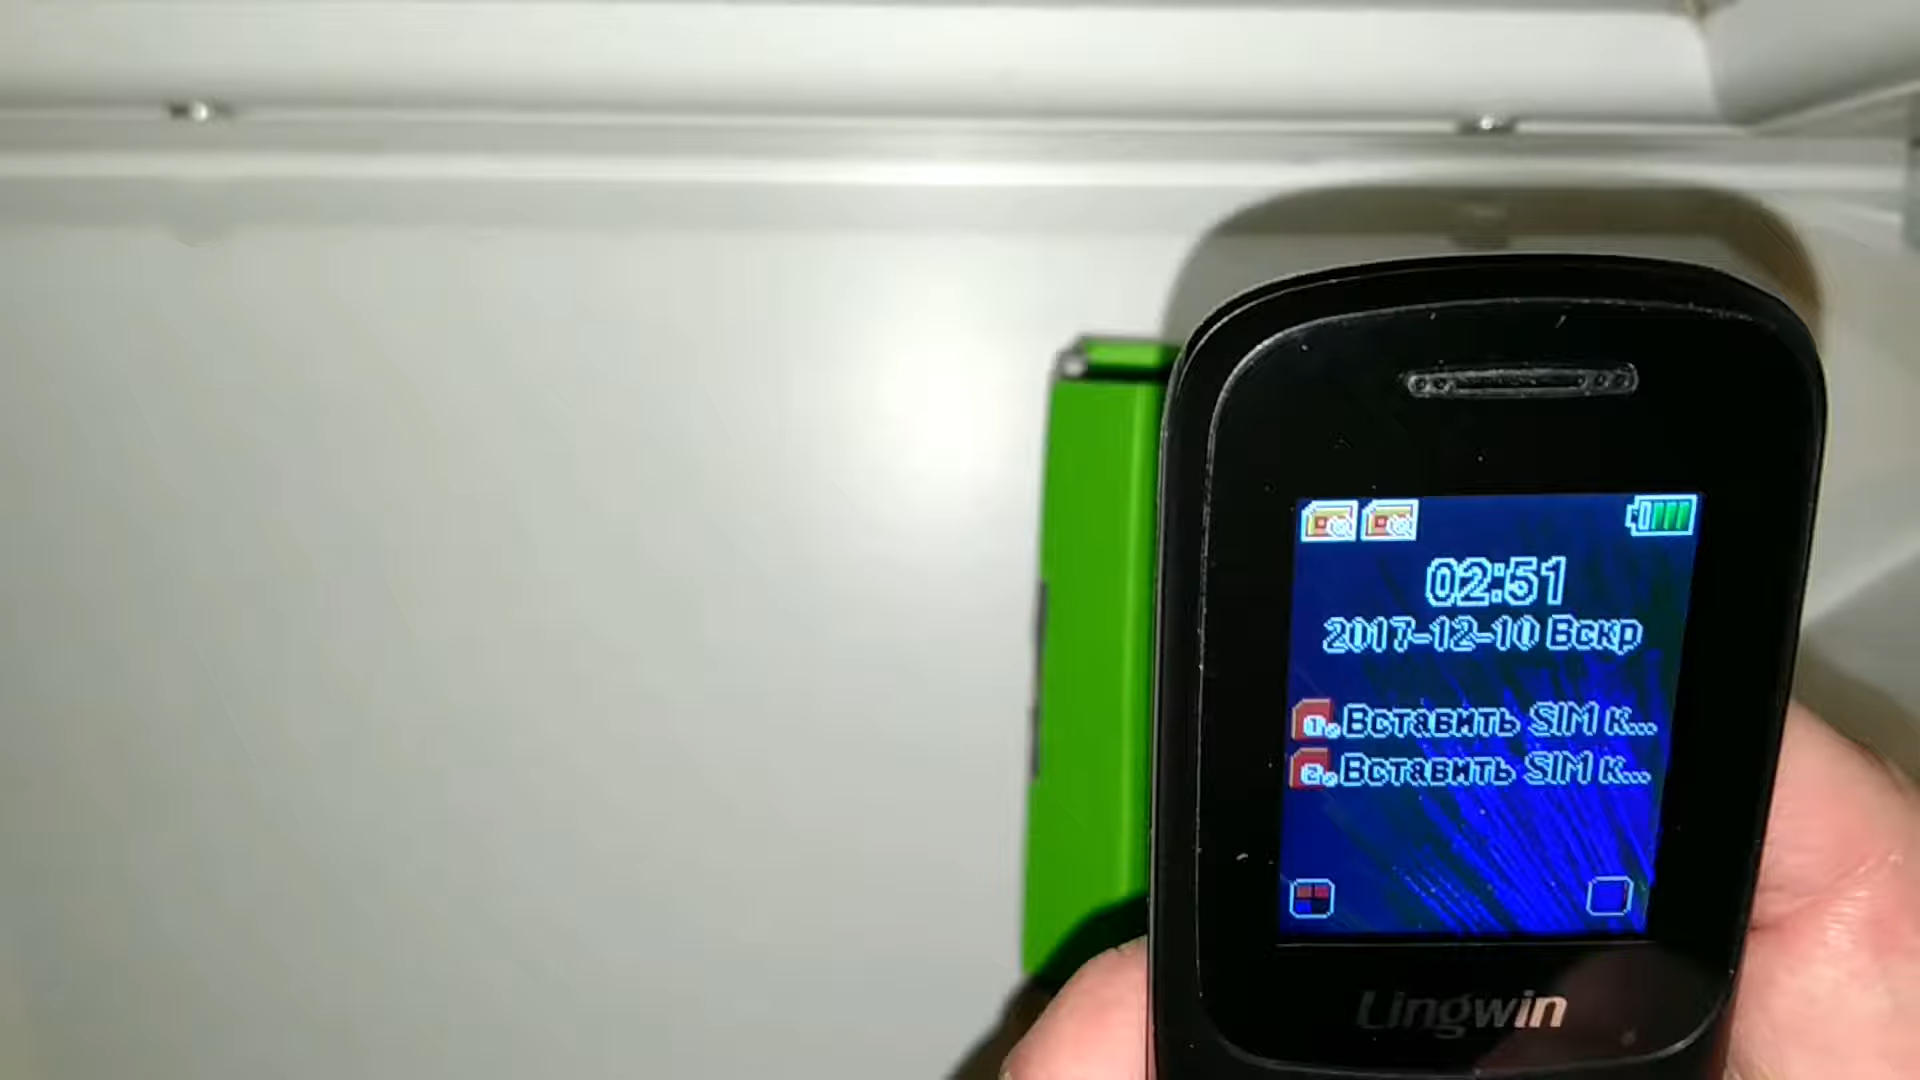 02:51
2017-12-10 Вскр
1 Вставить SIM к...
2 Вставить SIM к...
Lingwin